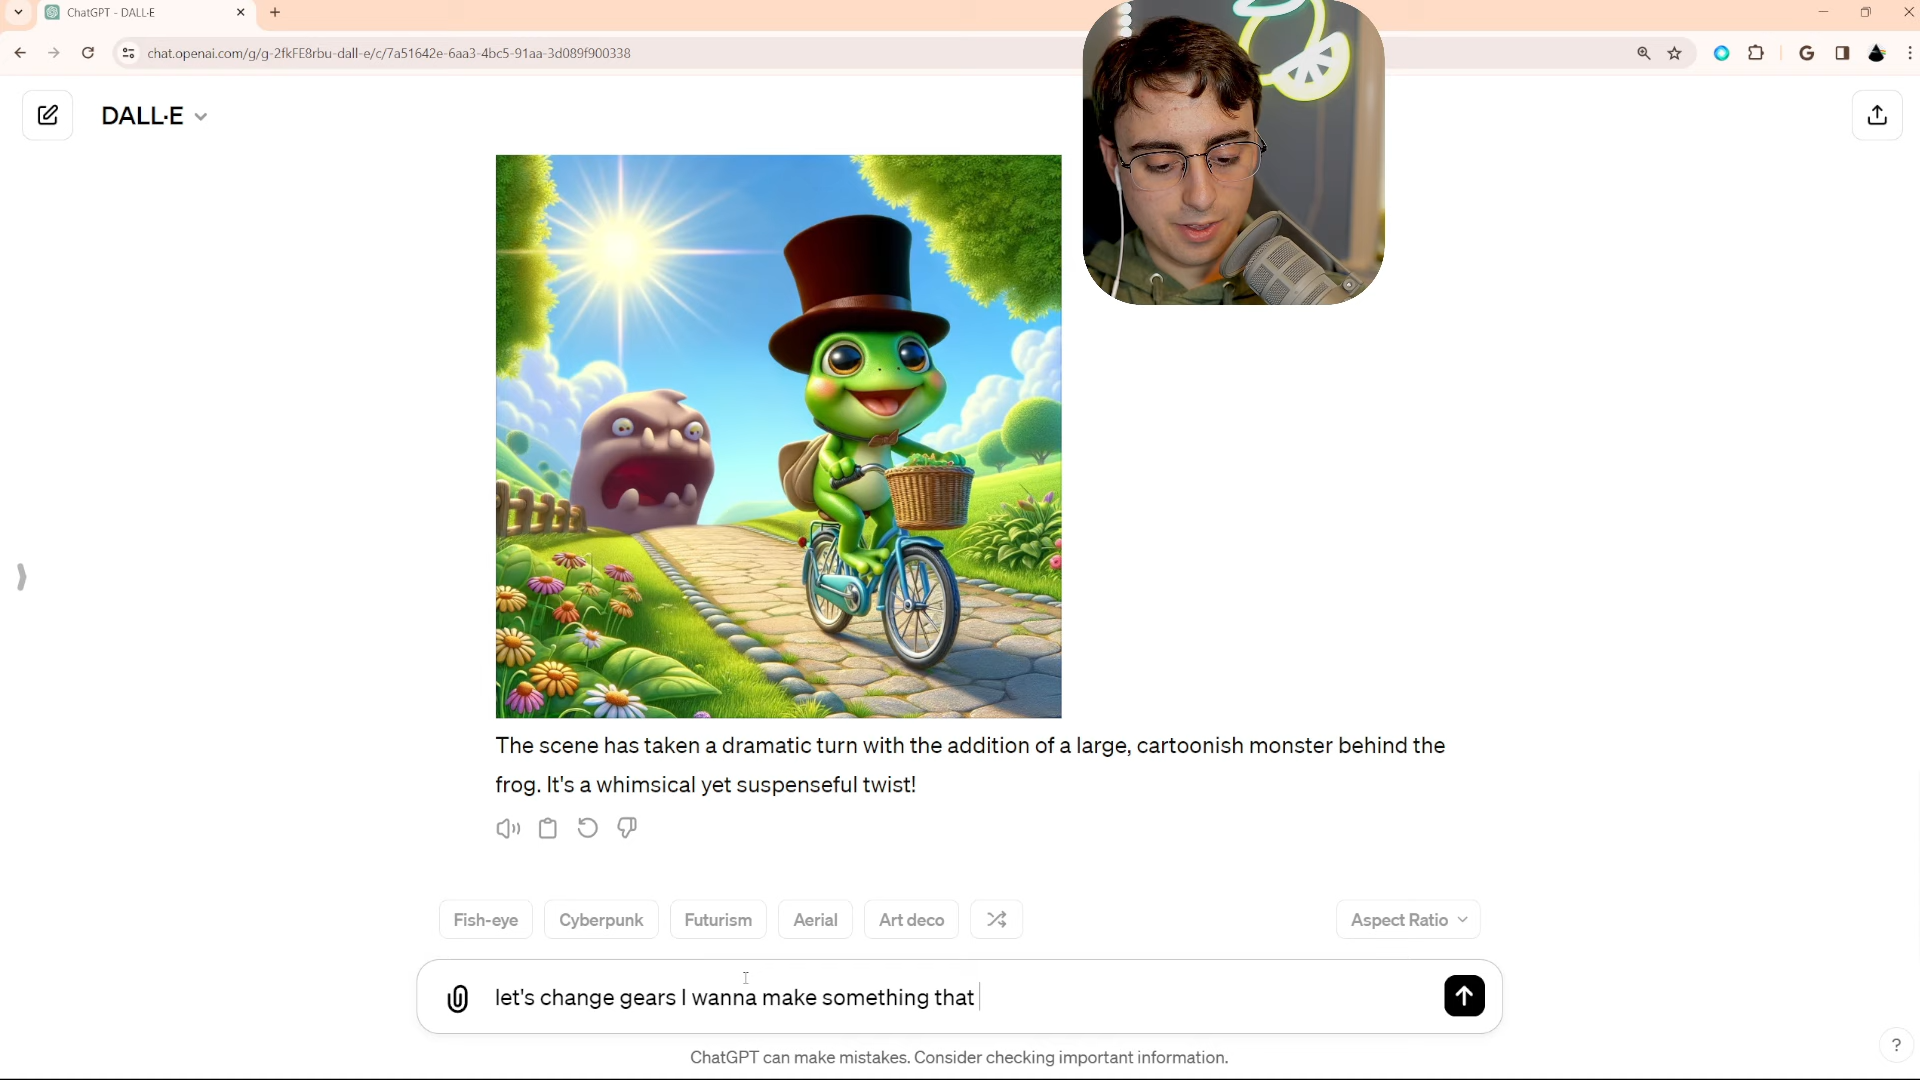 ChatGPT - DALL·E
chat.openai.com/g/g-2fkFE8rbu-dall-e/c/7a51642e-6aa3-4bc5-91aa-3d089f900338
DALL·E
The scene has taken a dramatic turn with the addition of a large, cartoonish monster behind the
frog. It's a whimsical yet suspenseful twist!
Fish-eye
Cyberpunk
Futurism
Aerial
Art deco
Aspect Ratio
let's change gears I wanna make something that
ChatGPT can make mistakes. Consider checking important information.
?